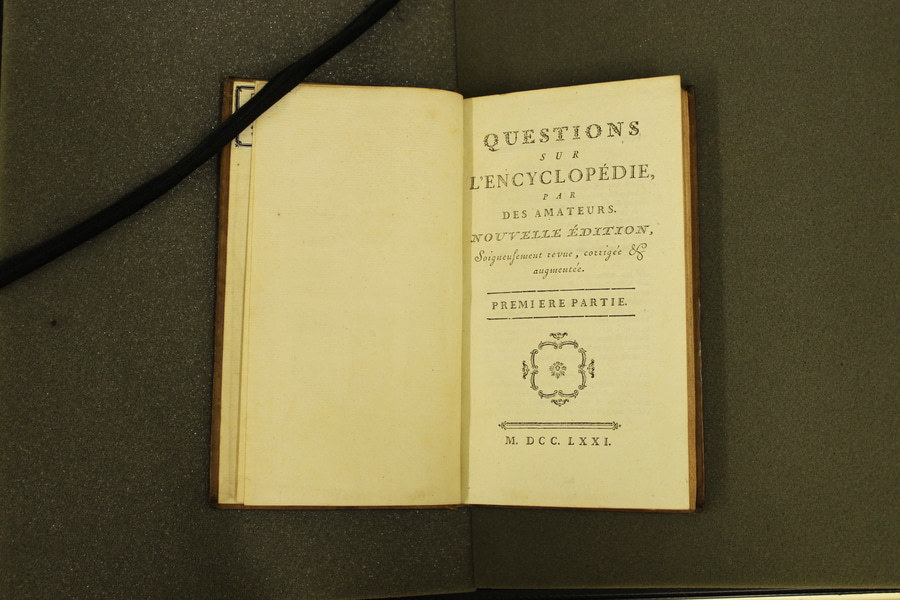 QUESTIONS
SUR
L'ENCYCLOPÉDIE,
PAR
DES AMATEURS.
NOUVELLE ÉDITION,
Soigneuſement revue, corrigée &
augmentée.
PREMIERE PARTIE.
M. DCC. LXXI.